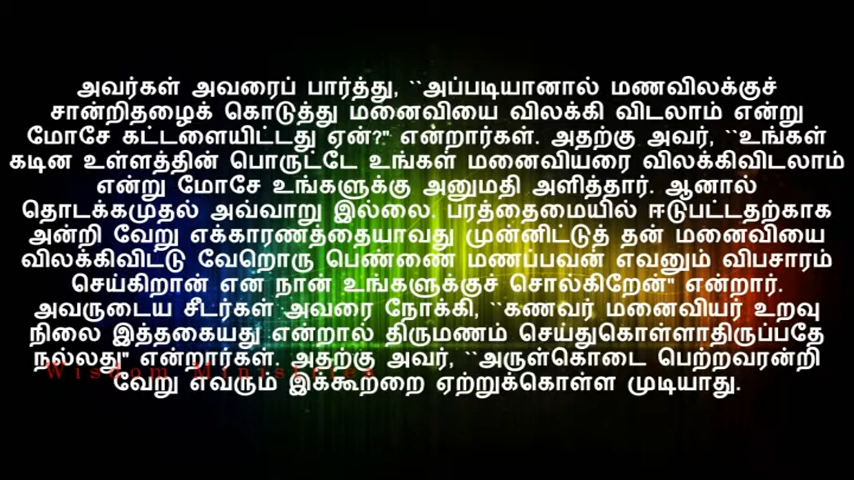 அவர்கள் அவரைப் பார்த்து, ``அப்படியானால் மணவிலக்குச்
சான்றிதழைக் கொடுத்து மனைவியை விலக்கி விடலாம் என்று
மோசே கட்டளையிட்டது ஏன்?" என்றார்கள். அதற்கு அவர், ``உங்கள்
கடின உள்ளத்தின் பொருட்டே உங்கள் மனைவியரை விலக்கிவிடலாம்
என்று மோசே உங்களுக்கு அனுமதி அளித்தார். ஆனால்
தொடக்கமுதல் அவ்வாறு இல்லை. பரத்தைமையில் ஈடுபட்டதற்காக
அன்றி வேறு எக்காரணத்தையாவது முன்னிட்டுத் தன் மனைவியை
விலக்கிவிட்டு வேறொரு பெண்ணை மணப்பவன் எவனும் விபசாரம்
செய்கிறான் என நான் உங்களுக்குச் சொல்கிறேன்" என்றார்.
அவருடைய சீடர்கள் அவரை நோக்கி, ``கணவர் மனைவியர் உறவு
நிலை இத்தகையது என்றால் திருமணம் செய்துகொள்ளாதிருப்பதே
நல்லது" என்றார்கள். அதற்கு அவர், ``அருள்கொடை பெற்றவரன்றி
Wisdom Ministries
வேறு எவரும் இக்கூற்றை ஏற்றுக்கொள்ள முடியாது.